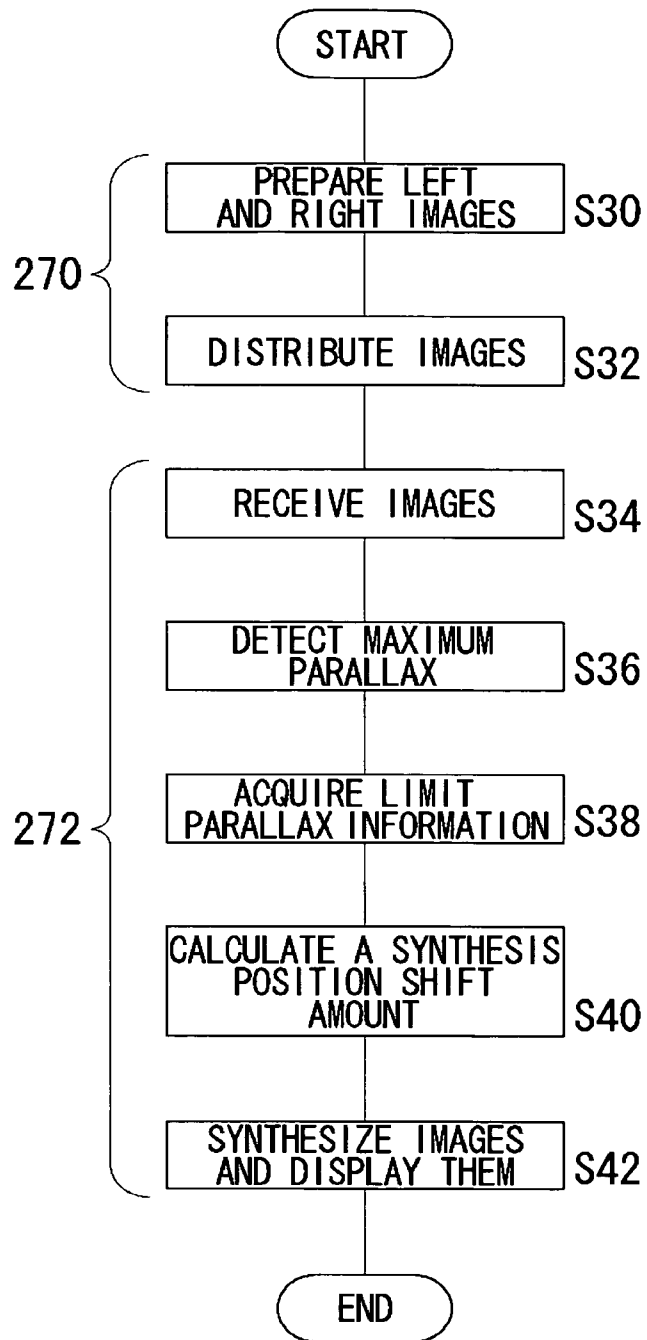 START
PREPARE LEFT
AND RIGHT IMAGES
S30
270
DISTRIBUTE IMAGES
S32
RECEIVE IMAGES
S34
DETECT MAXIMUM
PARALLAX
S36
ACQUIRE LIMIT
PARALLAX INFORMATION
S38
272
CALCULATE A SYNTHESIS
POSITION SHIFT
AMOUNT
S40
SYNTHESIZE IMAGES
AND DISPLAY THEM
S42
END